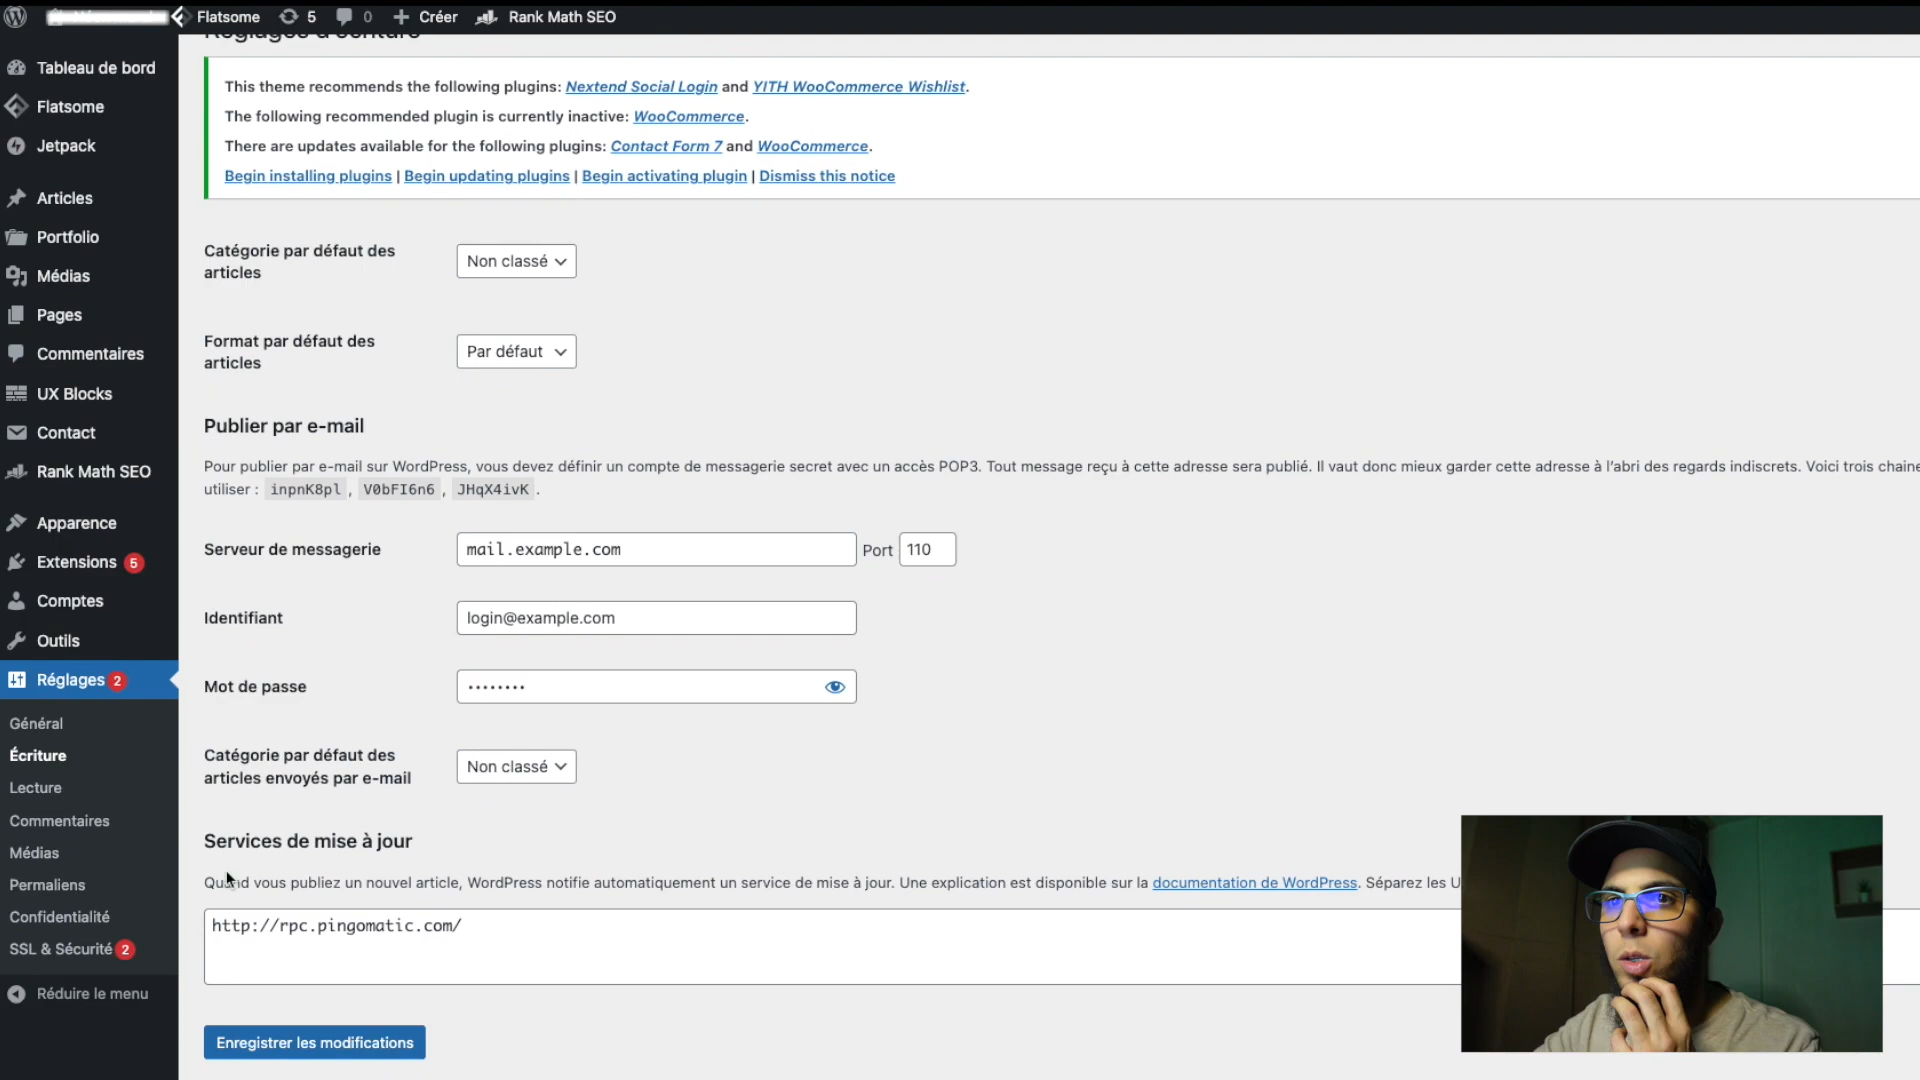 Flatsome 5 0 Créer Rank Math SEO
Réglages d'écriture
Tableau de bord
Flatsome
Jetpack
Articles
Portfolio
Médias
Pages
Commentaires
UX Blocks
Contact
Rank Math SEO
Apparence
Extensions 5
Comptes
Outils
Réglages 2
Général
Écriture
Lecture
Commentaires
Médias
Permaliens
Confidentialité
SSL & Sécurité 2
Réduire le menu
This theme recommends the following plugins: Nextend Social Login and YITH WooCommerce Wishlist.
The following recommended plugin is currently inactive: WooCommerce.
There are updates available for the following plugins: Contact Form 7 and WooCommerce.
Begin installing plugins | Begin updating plugins | Begin activating plugin | Dismiss this notice
Catégorie par défaut des
articles
Non classé
Format par défaut des
articles
Par défaut
Publier par e-mail
Pour publier par e-mail sur WordPress, vous devez définir un compte de messagerie secret avec un accès POP3. Tout message reçu à cette adresse sera publié. Il vaut donc mieux garder cette adresse à l'abri des regards indiscrets. Voici trois chaine
utiliser : inpnK8pl , V0bFI6n6 , JHqX4ivK .
Serveur de messagerie
mail.example.com Port 110
Identifiant
login@example.com
Mot de passe
••••••••
Catégorie par défaut des
articles envoyés par e-mail
Non classé
Services de mise à jour
Quand vous publiez un nouvel article, WordPress notifie automatiquement un service de mise à jour. Une explication est disponible sur la documentation de WordPress. Séparez les U
http://rpc.pingomatic.com/
Enregistrer les modifications